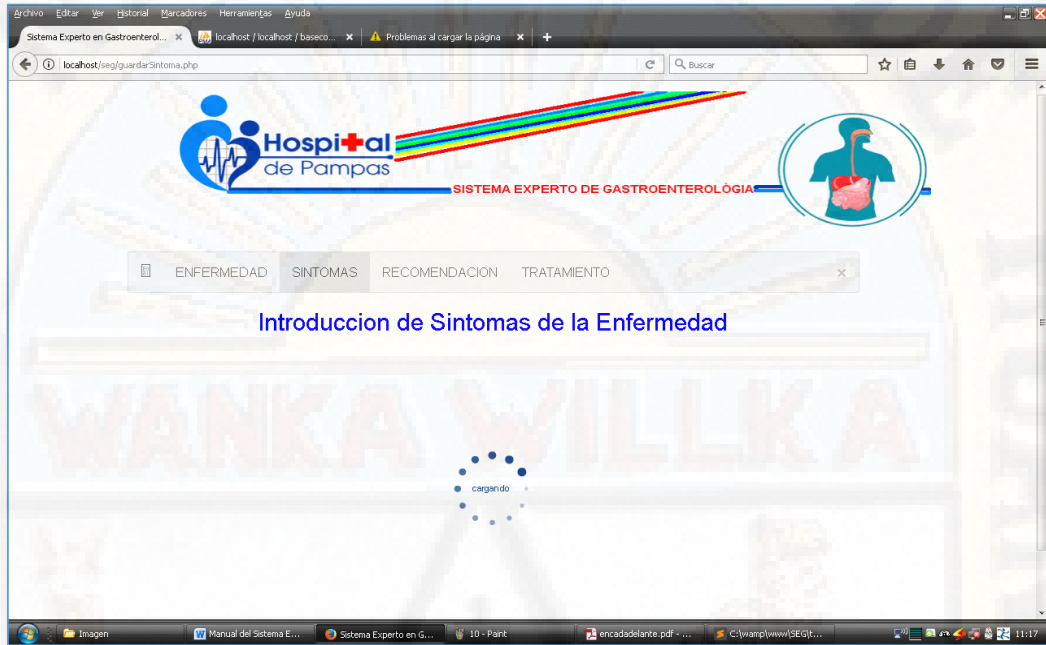 Archivo Editar Ver Historial Marcadores Herramientas Ayuda
Sistema Experto en Gastroenterol... × localhost / localhost / baseco... × Problemas al cargar la página × +
localhost/seg/guardarSintoma.php Buscar
Hospital
de Pampas
SISTEMA EXPERTO DE GASTROENTEROLÒGIA
ENFERMEDAD SINTOMAS RECOMENDACION TRATAMIENTO ×
Introduccion de Sintomas de la Enfermedad
WANKA WILLKA
cargando
Imagen Manual del Sistema E... Sistema Experto en G... 10 - Paint encadadelante.pdf - ... C:\wamp\www\SEG\t... 11:17